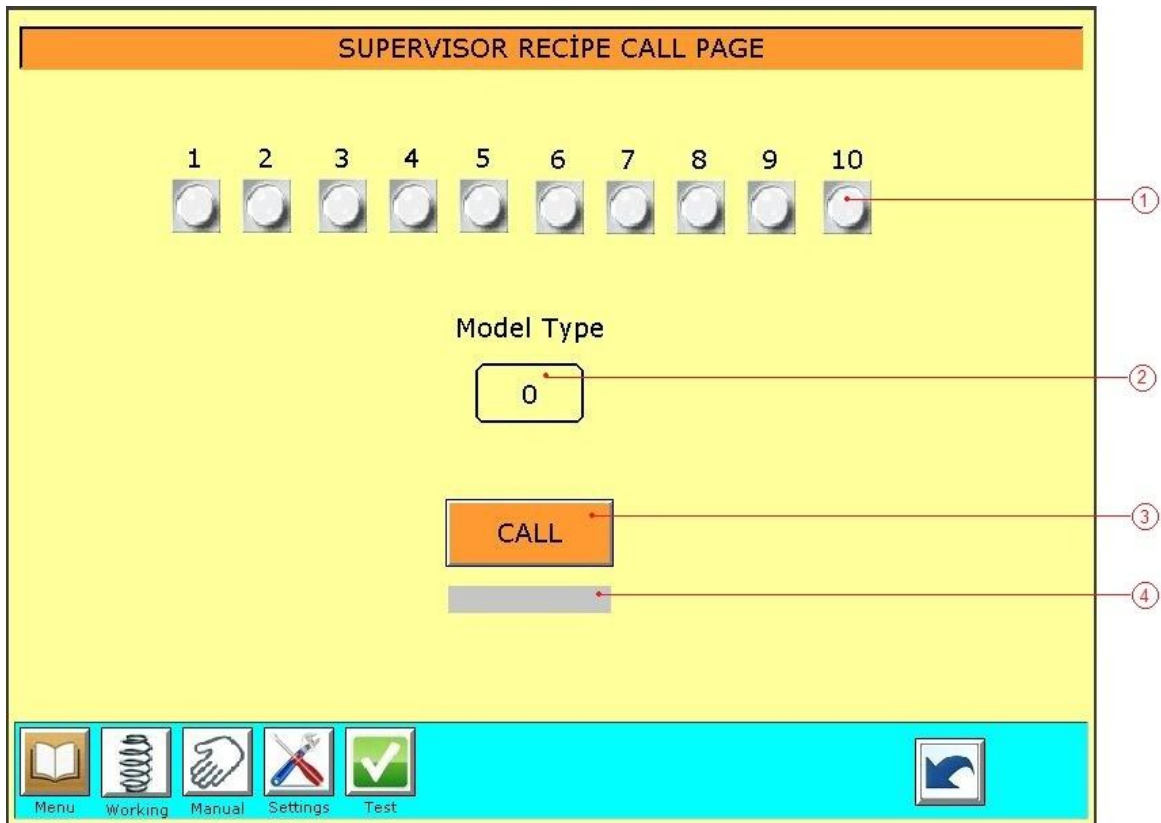 SUPERVISOR RECİPE CALL PAGE
1 2 3 4 5 6 7 8 9 10
1
Model Type
0
2
CALL
3
4
Menu Working Manual Settings Test